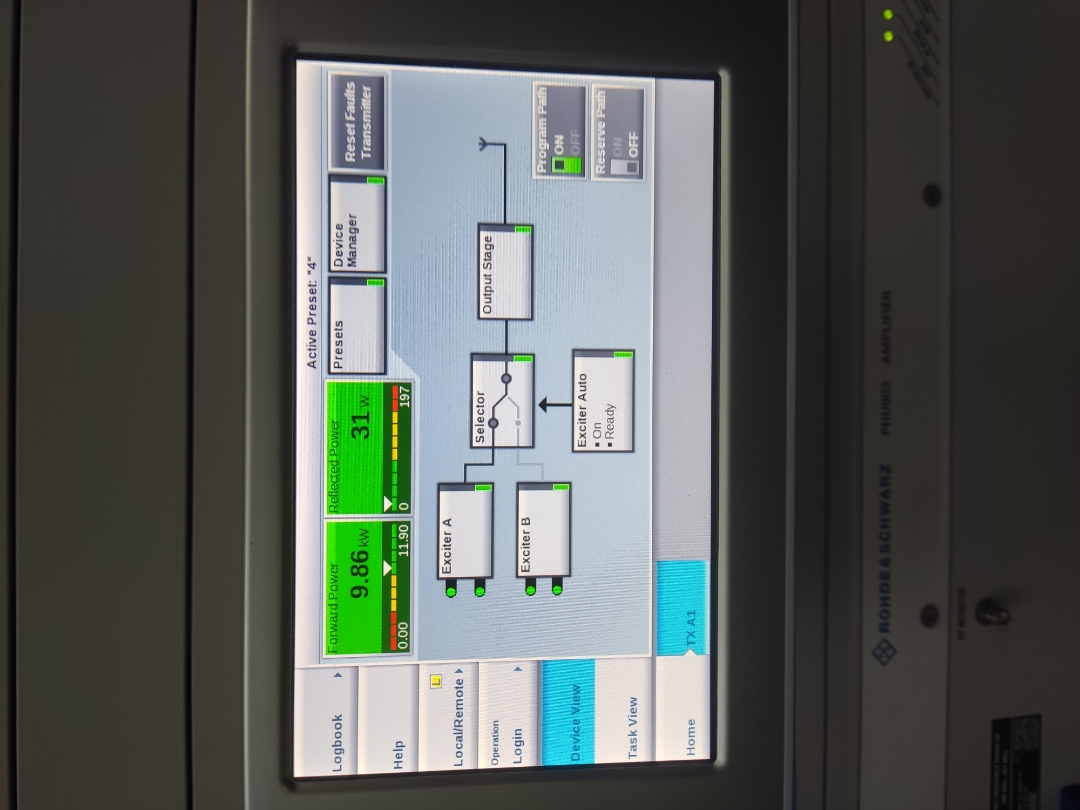 Active Preset: "4"
Logbook
Help
Local/Remote
L
Operation
Login
Device View
Task View
Home
TX A1
Forward Power
9.86 kW
0.00 11.90
Reflected Power
31 W
0 197
Presets
Device
Manager
Reset Faults
Transmitter
Exciter A
Exciter B
Selector
Exciter Auto
▪ On
▪ Ready
Output Stage
Program Path
ON
OFF
Reserve Path
ON
OFF
ROHDE & SCHWARZ PHU903 AMPLIFIER
RF MONITOR